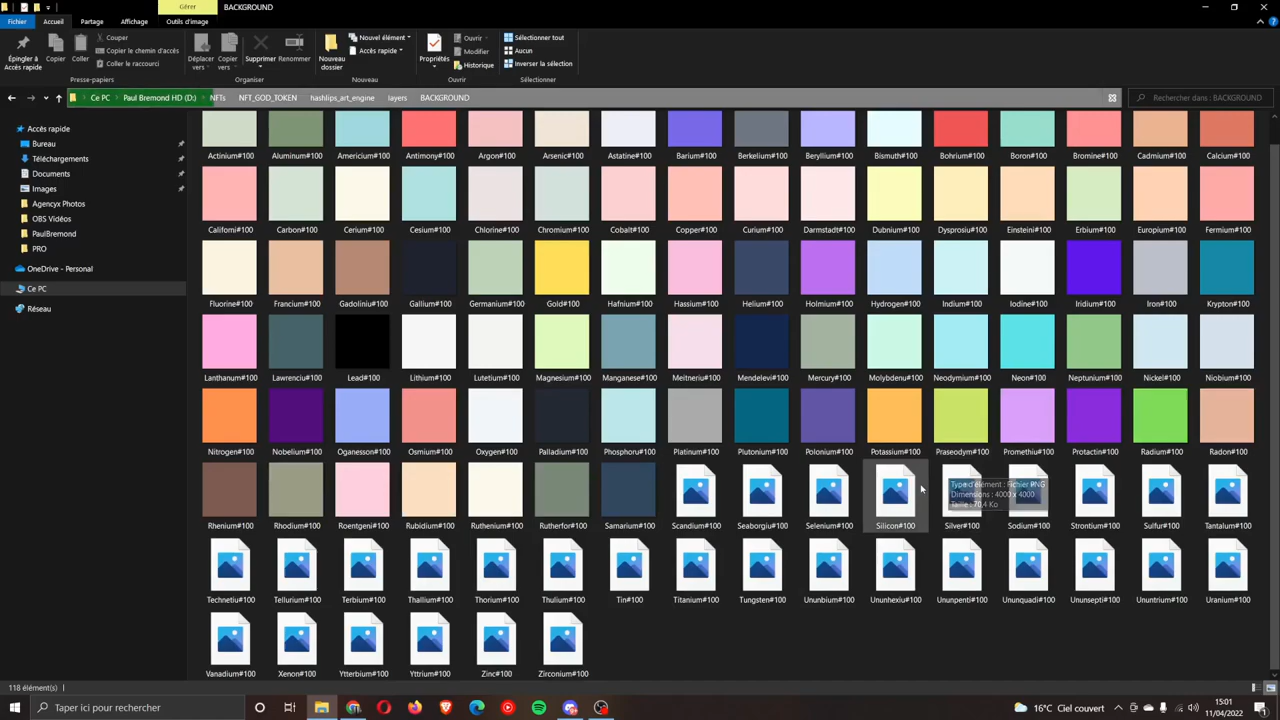 Gérer
BACKGROUND
Fichier
Accueil
Partage
Affichage
Outils d'image
Épingler à Accès rapide
Copier
Coller
Couper
Copier le chemin d'accès
Coller le raccourci
Presse-papiers
Déplacer vers
Copier vers
Supprimer
Renommer
Organiser
Nouveau dossier
Nouvel élément
Accès rapide
Nouveau
Propriétés
Ouvrir
Modifier
Historique
Ouvrir
Sélectionner tout
Aucun
Inverser la sélection
Sélectionner
Ce PC Paul Bremond HD (D:) NFTs NFT_GOD_TOKEN hashlips_art_engine layers BACKGROUND
Rechercher dans : BACKGROUND
Accès rapide
Bureau
Téléchargements
Documents
Images
Agencyx Photos
OBS Vidéos
PaulBremond
PRO
OneDrive - Personal
Ce PC
Réseau
Actinium#100 Aluminum#100 Americium#100 Antimony#100 Argon#100 Arsenic#100 Astatine#100 Barium#100 Berkelium#100 Beryllium#100 Bismuth#100 Bohrium#100 Boron#100 Bromine#100 Cadmium#100 Calcium#100
Californi#100 Carbon#100 Cerium#100 Cesium#100 Chlorine#100 Chromium#100 Cobalt#100 Copper#100 Curium#100 Darmstadt#100 Dubnium#100 Dysprosiu#100 Einsteini#100 Erbium#100 Europium#100 Fermium#100
Fluorine#100 Francium#100 Gadoliniu#100 Gallium#100 Germanium#100 Gold#100 Hafnium#100 Hassium#100 Helium#100 Holmium#100 Hydrogen#100 Indium#100 Iodine#100 Iridium#100 Iron#100 Krypton#100
Lanthanum#100 Lawrenciu#100 Lead#100 Lithium#100 Lutetium#100 Magnesium#100 Manganese#100 Meitneriu#100 Mendelevi#100 Mercury#100 Molybdenu#100 Neodymium#100 Neon#100 Neptunium#100 Nickel#100 Niobium#100
Nitrogen#100 Nobelium#100 Oganesson#100 Osmium#100 Oxygen#100 Palladium#100 Phosphoru#100 Platinum#100 Plutonium#100 Polonium#100 Potassium#100 Praseodym#100 Promethiu#100 Protactin#100 Radium#100 Radon#100
Type d'élément : Fichier PNG
Dimensions : 4000 x 4000
Taille : 70,4 Ko
Rhenium#100 Rhodium#100 Roentgeni#100 Rubidium#100 Ruthenium#100 Rutherfor#100 Samarium#100 Scandium#100 Seaborgiu#100 Selenium#100 Silicon#100 Silver#100 Sodium#100 Strontium#100 Sulfur#100 Tantalum#100
Technetiu#100 Tellurium#100 Terbium#100 Thallium#100 Thorium#100 Thulium#100 Tin#100 Titanium#100 Tungsten#100 Ununbium#100 Ununhexiu#100 Ununpenti#100 Ununquadi#100 Ununsepti#100 Ununtrium#100 Uranium#100
Vanadium#100 Xenon#100 Ytterbium#100 Yttrium#100 Zinc#100 Zirconium#100
118 élément(s)
Taper ici pour rechercher
16°C Ciel couvert
15:01
11/04/2022